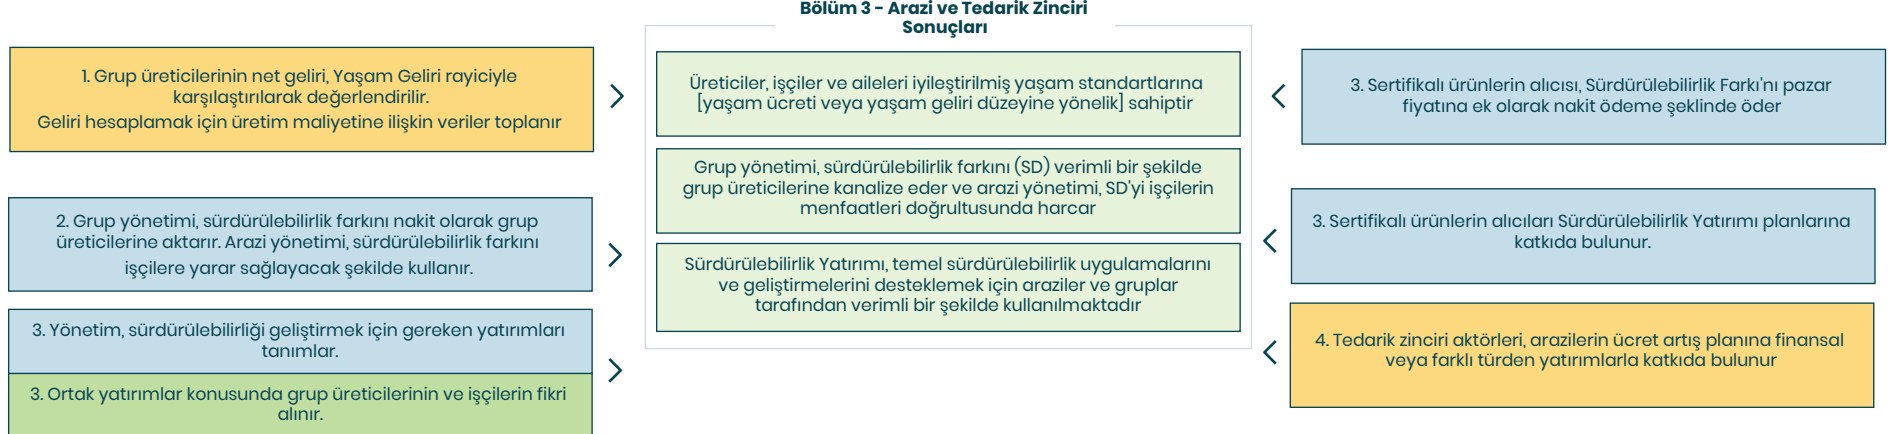 Bölüm 3 - Arazi ve Tedarik Zinciri
Sonuçları
1. Grup üreticilerinin net geliri, Yaşam Geliri rayiciyle
karşılaştırılarak değerlendirilir.
Geliri hesaplamak için üretim maliyetine ilişkin veriler toplanır
2. Grup yönetimi, sürdürülebilirlik farkını nakit olarak grup
üreticilerine aktarır. Arazi yönetimi, sürdürülebilirlik farkını
işçilere yarar sağlayacak şekilde kullanır.
3. Yönetim, sürdürülebilirliği geliştirmek için gereken yatırımları
tanımlar.
3. Ortak yatırımlar konusunda grup üreticilerinin ve işçilerin fikri
alınır.
Üreticiler, işçiler ve aileleri iyileştirilmiş yaşam standartlarına
[yaşam ücreti veya yaşam geliri düzeyine yönelik] sahiptir
Grup yönetimi, sürdürülebilirlik farkını (SD) verimli bir şekilde
grup üreticilerine kanalize eder ve arazi yönetimi, SD'yi işçilerin
menfaatleri doğrultusunda harcar
Sürdürülebilirlik Yatırımı, temel sürdürülebilirlik uygulamalarını
ve geliştirmelerini desteklemek için araziler ve gruplar
tarafından verimli bir şekilde kullanılmaktadır
3. Sertifikalı ürünlerin alıcısı, Sürdürülebilirlik Farkı'nı pazar
fiyatına ek olarak nakit ödeme şeklinde öder
3. Sertifikalı ürünlerin alıcıları Sürdürülebilirlik Yatırımı planlarına
katkıda bulunur.
4. Tedarik zinciri aktörleri, arazilerin ücret artış planına finansal
veya farklı türden yatırımlarla katkıda bulunur